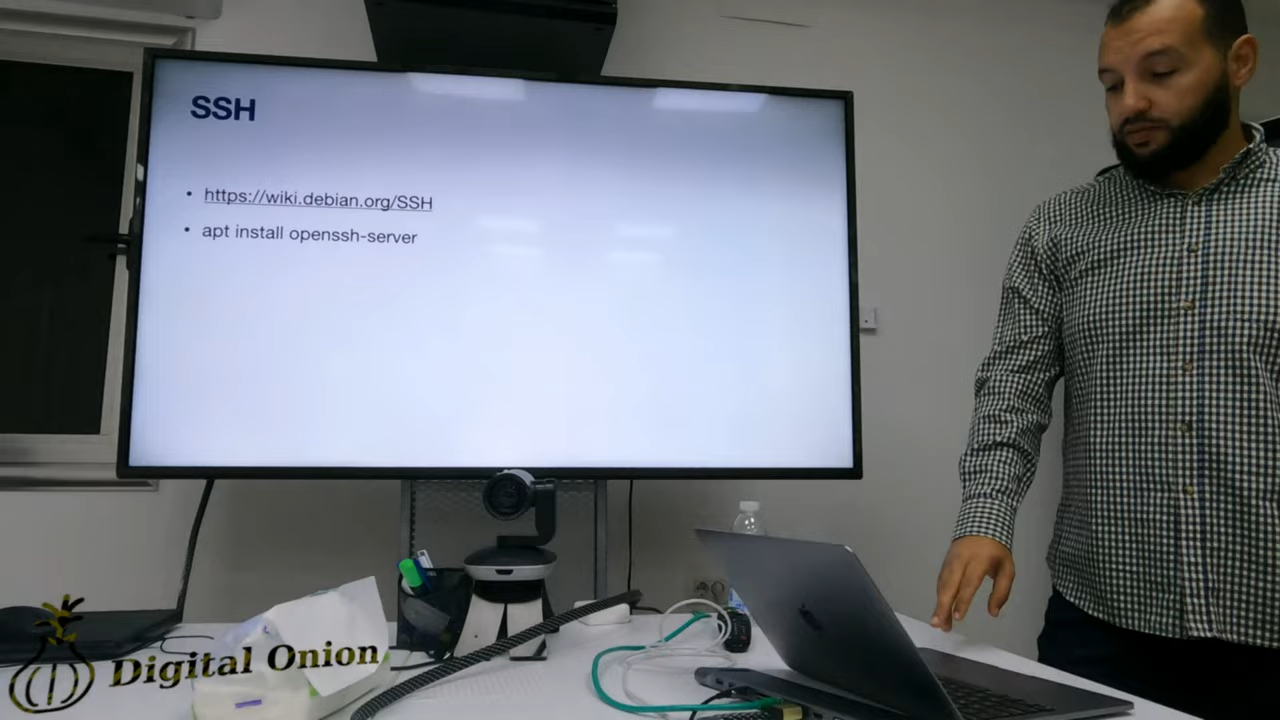 SSH
• https://wiki.debian.org/SSH
• apt install openssh-server
Digital Onion